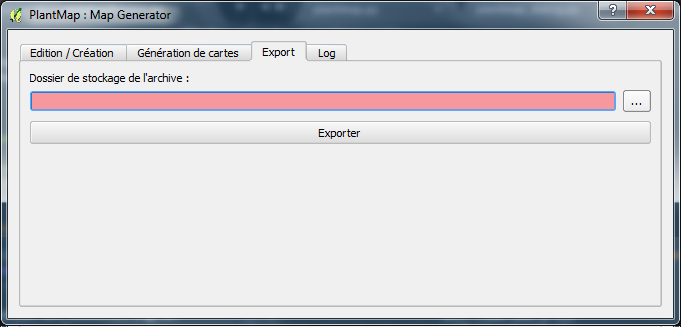 PlantMap : Map Generator
Edition / Création
Génération de cartes
Export
Log
Dossier de stockage de l'archive :
...
Exporter